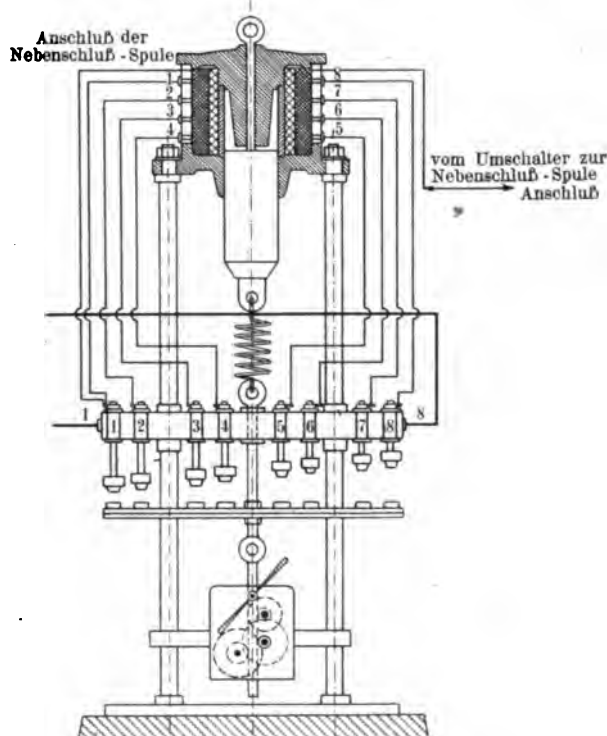 Anschluß der
Nebenschluß-Spule
1 8
2 7
3 6
4 5
vom Umschalter zur
Nebenschluß-Spule
Anschluß
1 1 2 3 4 5 6 7 8 8